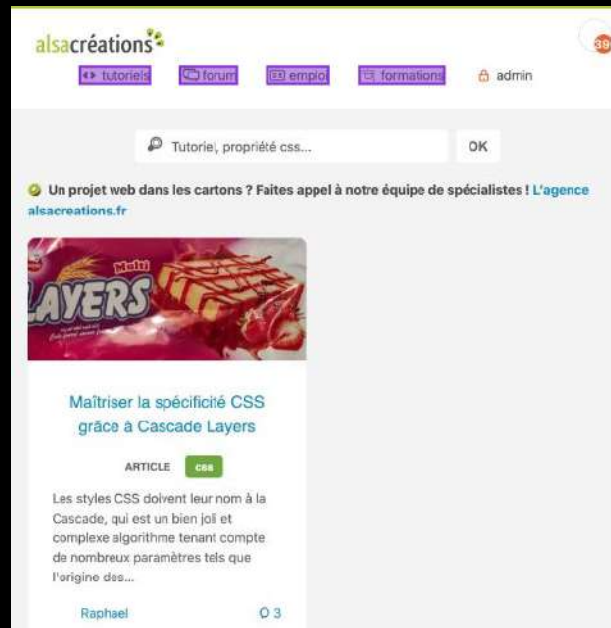 alsacréations
39
tutoriels forum emploi formations admin
Tutoriel, propriété css... OK
Un projet web dans les cartons ? Faites appel à notre équipe de spécialistes ! L'agence
alsacreations.fr
Multi
LAYERS
Maîtriser la spécificité CSS
grâce à Cascade Layers
ARTICLE css
Les styles CSS doivent leur nom à la
Cascade, qui est un bien joli et
complexe algorithme tenant compte
de nombreux paramètres tels que
l'origine des...
Raphael 3